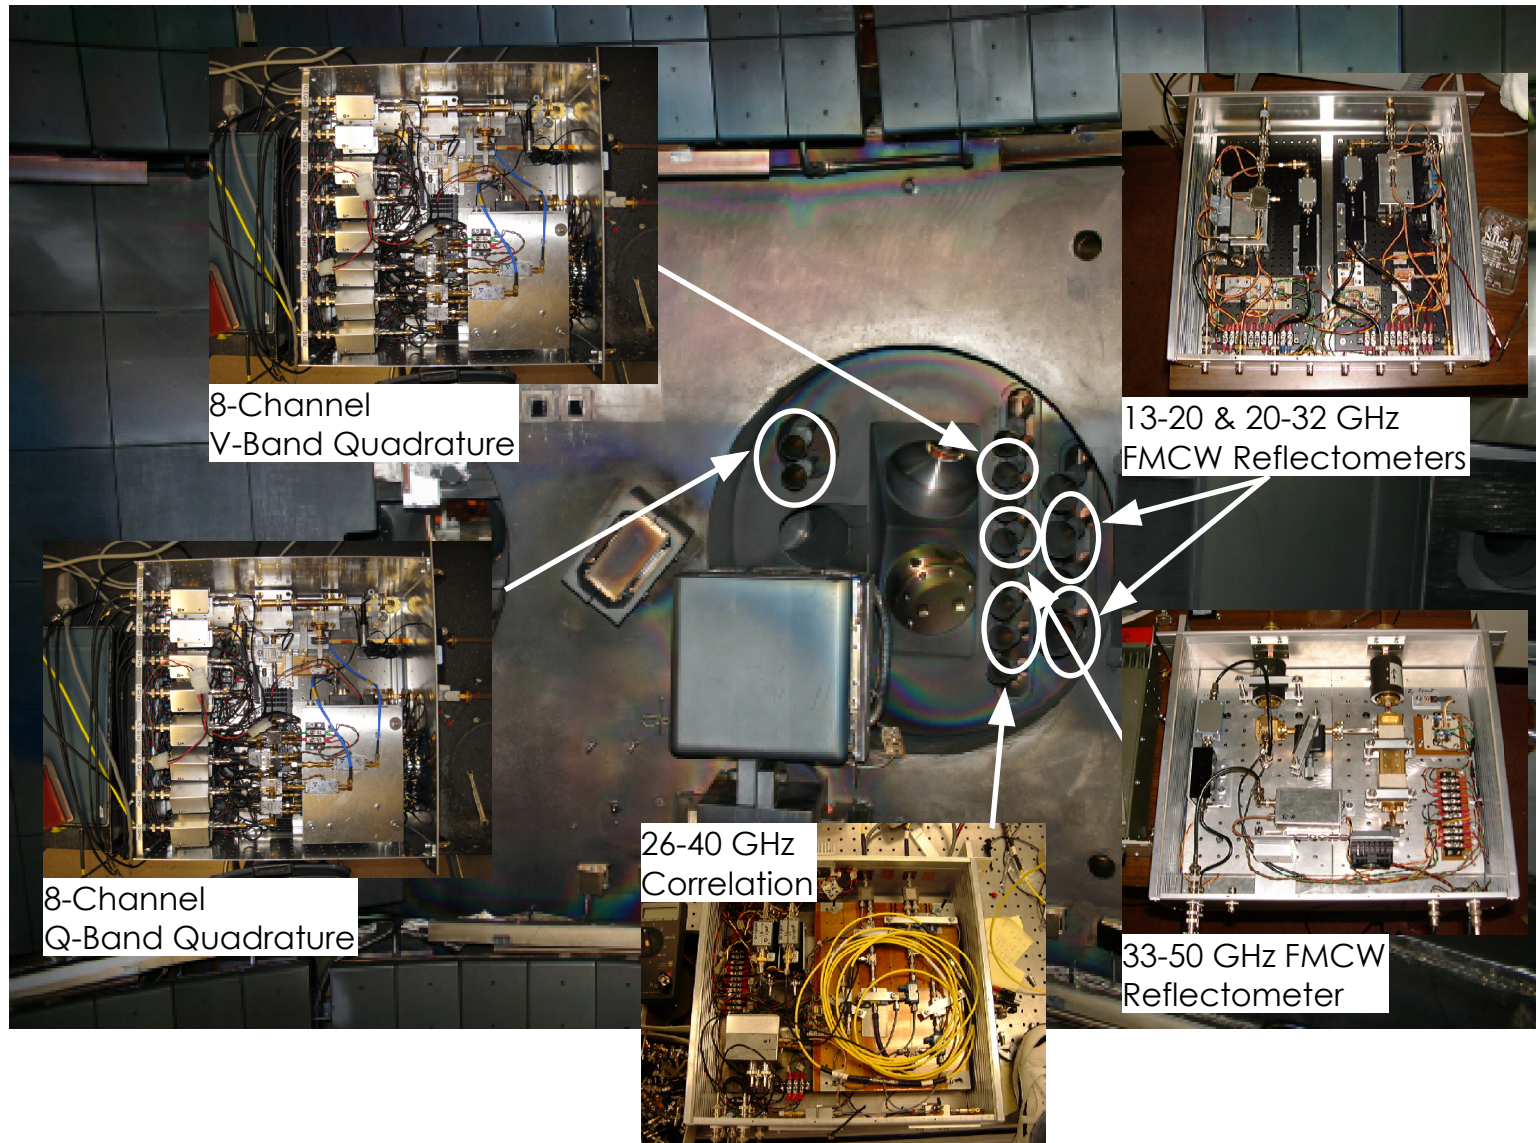 8-Channel
V-Band Quadrature
13-20 & 20-32 GHz
FMCW Reflectometers
8-Channel
Q-Band Quadrature
26-40 GHz
Correlation
33-50 GHz FMCW
Reflectometer